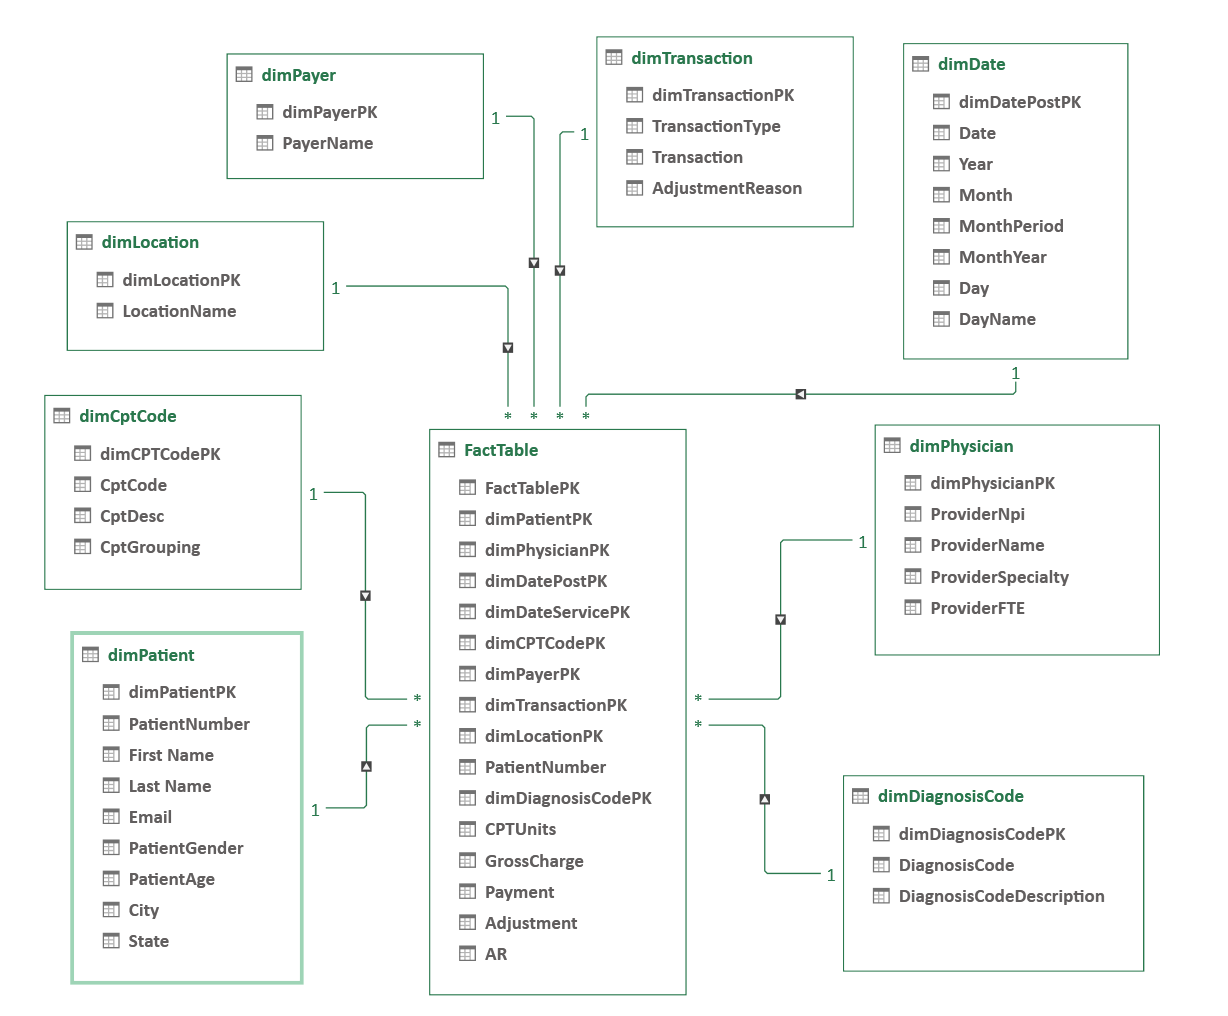 dimPayer
dimPayerPK
PayerName
1
dimTransaction
dimTransactionPK
TransactionType
Transaction
AdjustmentReason
1
dimDate
dimDatePostPK
Date
Year
Month
MonthPeriod
MonthYear
Day
DayName
1
dimLocation
dimLocationPK
LocationName
1
* * * *
dimCptCode
dimCPTCodePK
CptCode
CptDesc
CptGrouping
1
*
FactTable
FactTablePK
dimPatientPK
dimPhysicianPK
dimDatePostPK
dimDateServicePK
dimCPTCodePK
dimPayerPK
dimTransactionPK
dimLocationPK
PatientNumber
dimDiagnosisCodePK
CPTUnits
GrossCharge
Payment
Adjustment
AR
dimPhysician
dimPhysicianPK
ProviderNpi
ProviderName
ProviderSpecialty
ProviderFTE
1
*
dimPatient
dimPatientPK
PatientNumber
First Name
Last Name
Email
PatientGender
PatientAge
City
State
1
*
dimDiagnosisCode
dimDiagnosisCodePK
DiagnosisCode
DiagnosisCodeDescription
1
*